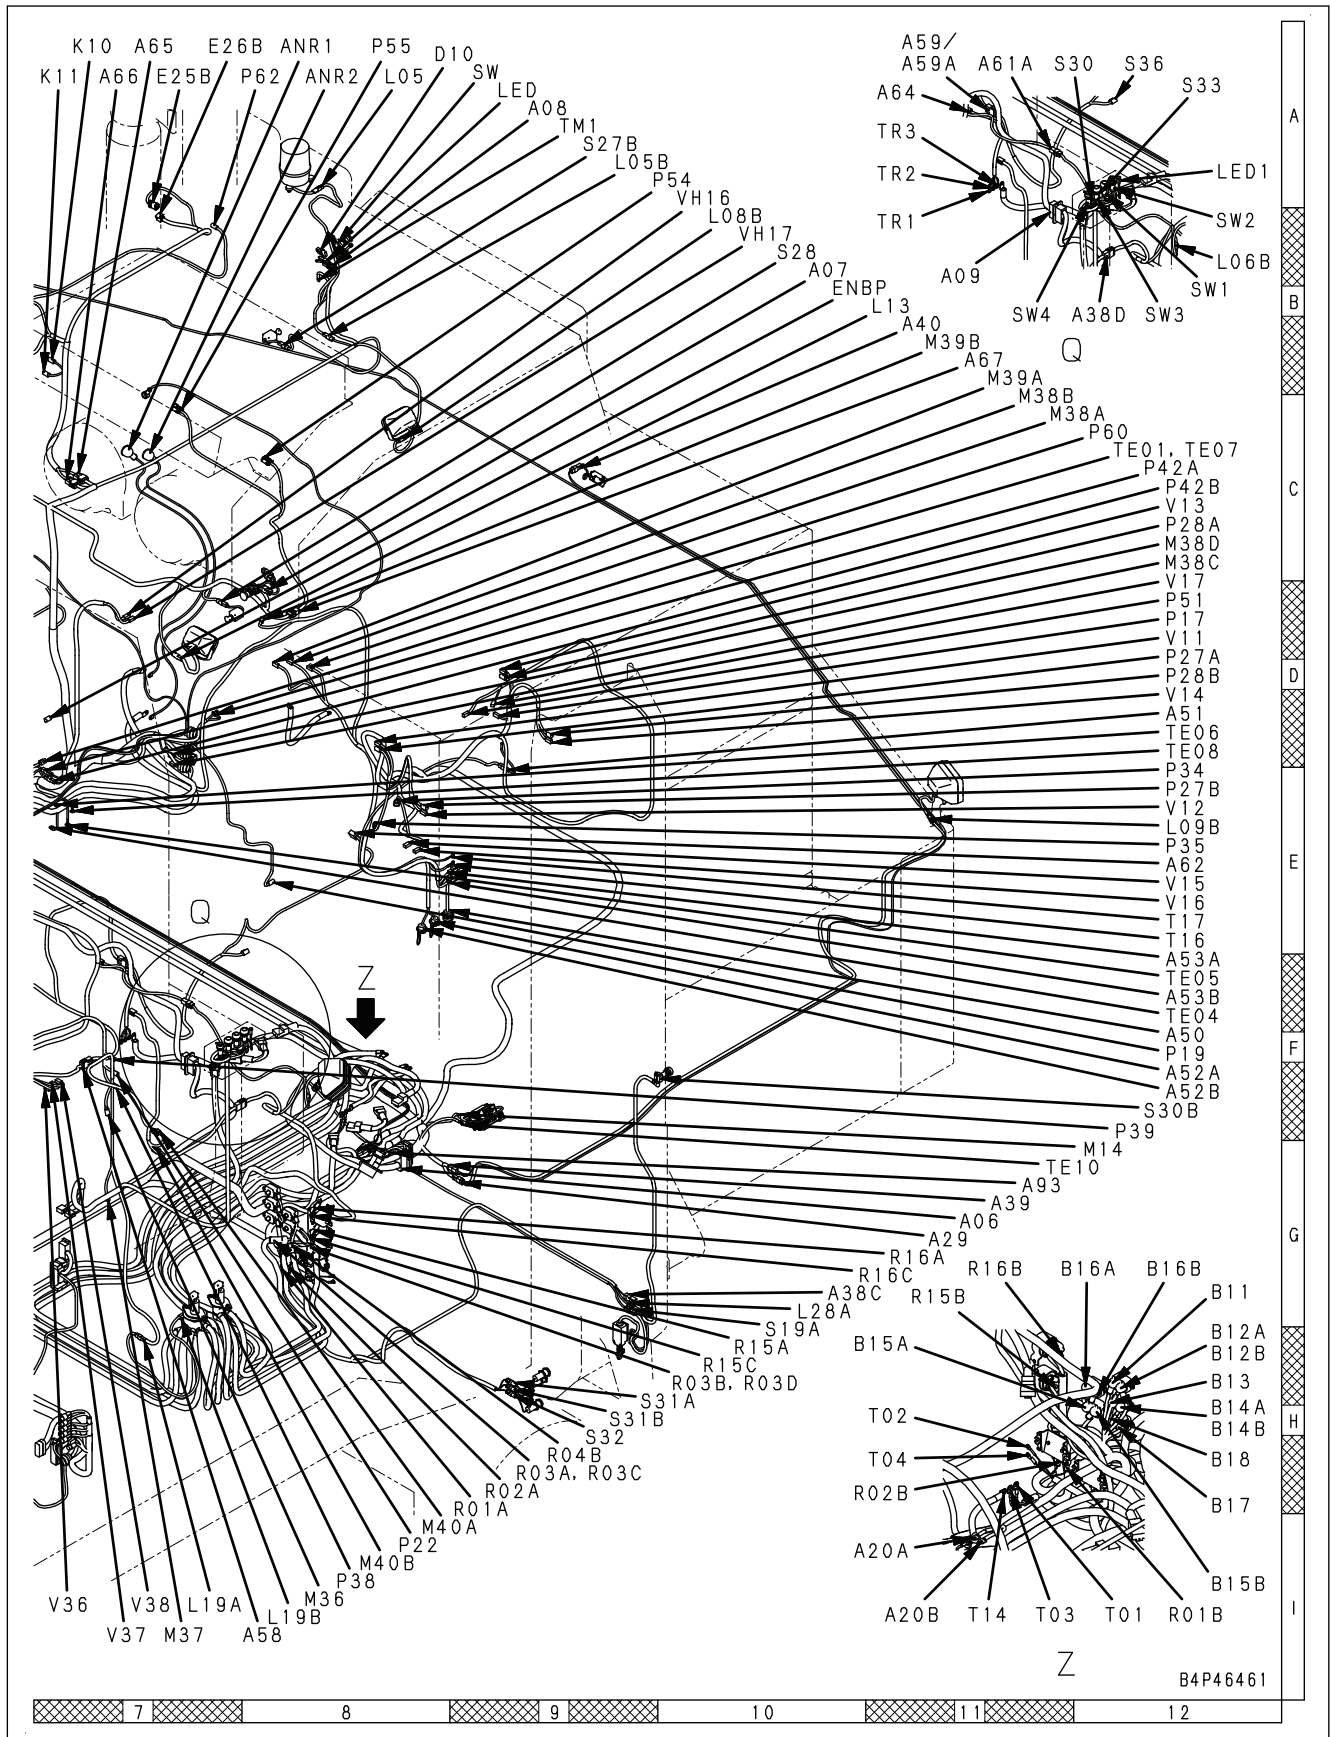 K10 A65 E26B ANR1 P55
K11 A66 E25B P62 ANR2 L05
D10
SW
LED
A08
TM1
S27B
L05B
P54
VH16
L08B
VH17
S28
A07
ENBP
L13
A40
M39B
A67
M39A
M38B
M38A
P60
TE01, TE07
P42A
P42B
V13
P28A
M38D
M38C
V17
P51
P17
V11
P27A
P28B
V14
A51
TE06
TE08
P34
P27B
V12
L09B
P35
A62
V15
V16
T17
T16
A53A
TE05
A53B
TE04
A50
P19
A52A
A52B
S30B
P39
M14
TE10
A93
A39
A06
A29
R16A
R16C
A38C
L28A
S19A
R15A
R15C
R03B, R03D
S31A
S31B
S32
R04B
R03A, R03C
R02A
R01A
M40A
P22
M40B
P38
M36
L19B
A58
L19A
M37
V38
V37
V36
Q
Z
A59/
A59A A61A S30 S36
A64 S33
TR3
TR2 LED1
TR1 SW2
A09 L06B
SW1
SW4 A38D SW3
Q
R16B B16A B16B
R15B B11
B15A B12A
B12B
B13
T02 B14A
B14B
T04 B18
R02B B17
A20A B15B
A20B T14 T03 T01 R01B
Z
B4P46461
A
B
C
D
E
F
G
H
I
7 8 9 10 11 12